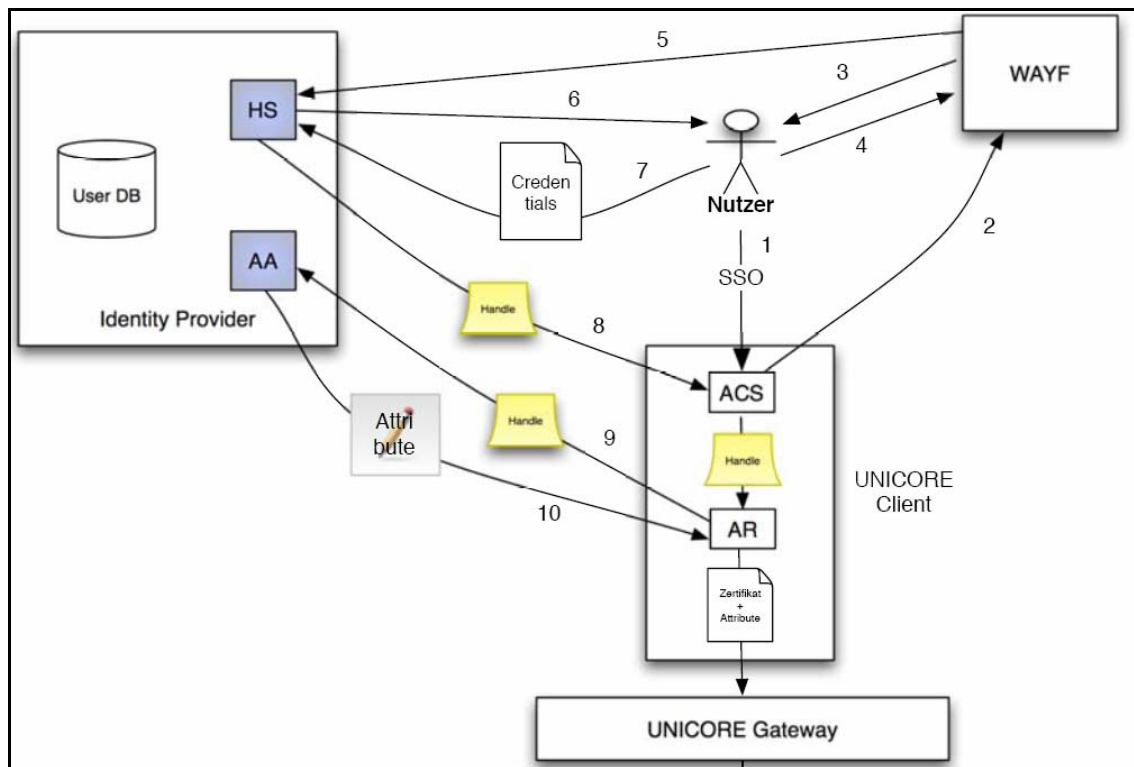 5
WAYF
3
HS
6
4
User DB
7
Creden
tials
Nutzer
2
1
AA
SSO
Identity Provider
Handle
8
ACS
Attri
bute
Handle
9
Handle
UNICORE
Client
10
AR
Zertifikat
+
Attribute
UNICORE Gateway